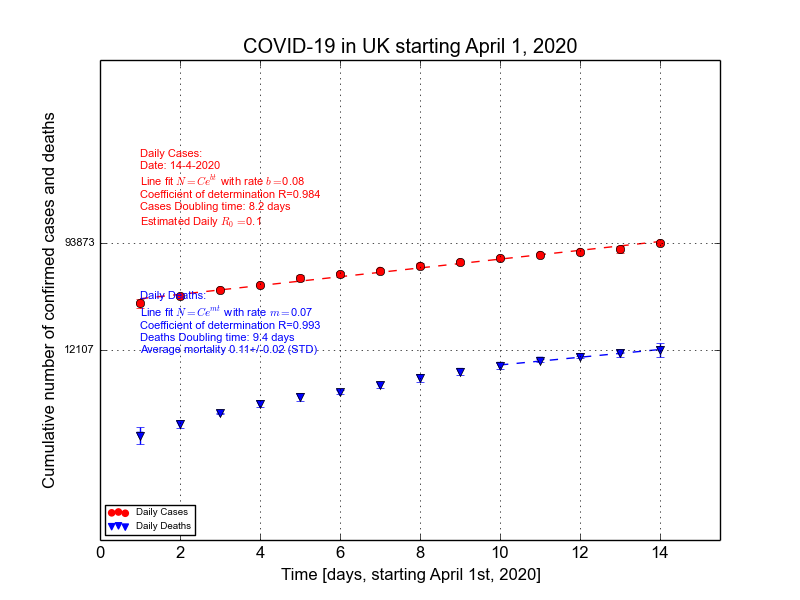 COVID-19 in UK starting April 1, 2020
Cumulative number of confirmed cases and deaths
Daily Cases:
Date: 14-4-2020
Line fit N=Ce^{bt} with rate b=0.08
Coefficient of determination R=0.984
Cases Doubling time: 8.2 days
Estimated Daily R_0=0.1
93873
Daily Deaths:
Line fit N=Ce^{mt} with rate m=0.07
Coefficient of determination R=0.993
Deaths Doubling time: 9.4 days
Average mortality 0.11+/-0.02 (STD)
12107
Daily Cases
Daily Deaths
0 2 4 6 8 10 12 14
Time [days, starting April 1st, 2020]